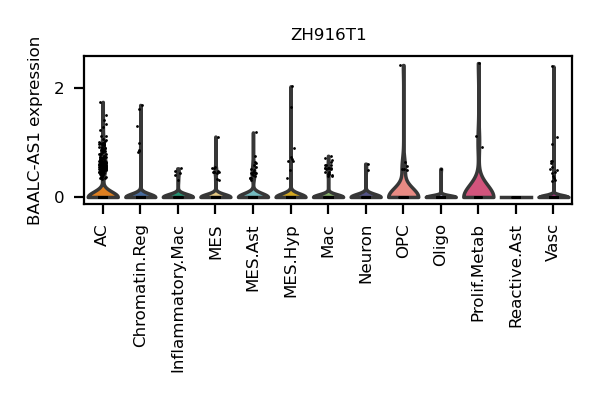 ZH916T1
BAALC-AS1 expression
2
0
AC
Chromatin.Reg
Inflammatory.Mac
MES
MES.Ast
MES.Hyp
Mac
Neuron
OPC
Oligo
Prolif.Metab
Reactive.Ast
Vasc